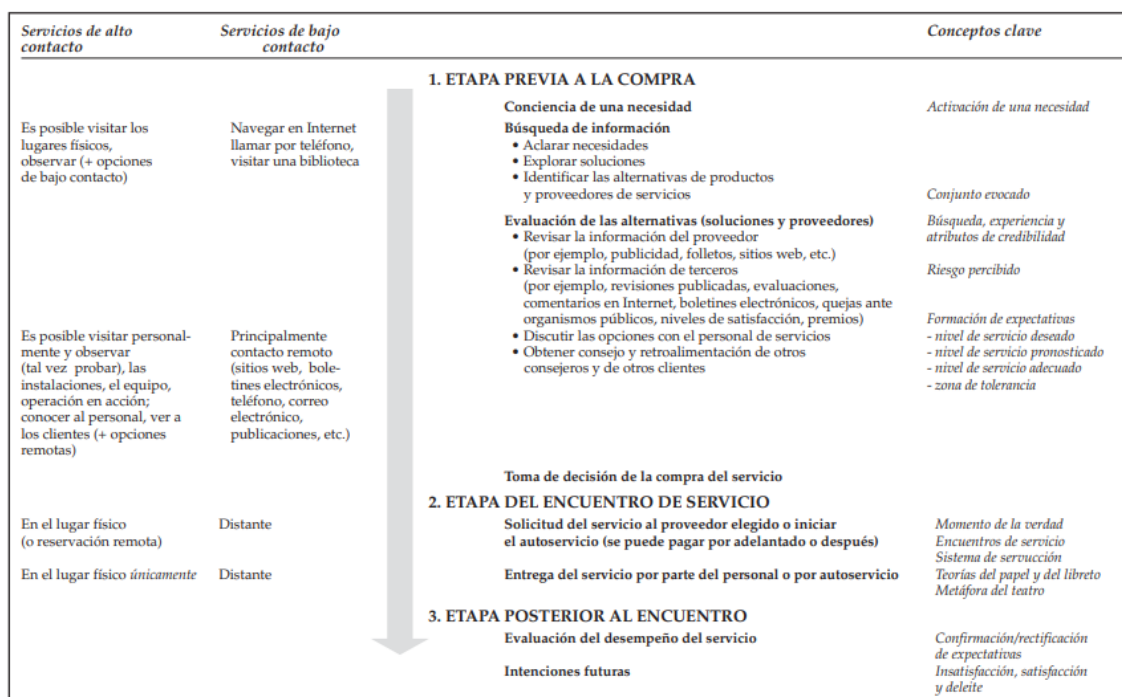 Servicios de alto contacto
Servicios de bajo contacto
Conceptos clave
1. ETAPA PREVIA A LA COMPRA
Conciencia de una necesidad
Activación de una necesidad
Es posible visitar los
lugares físicos,
observar (+ opciones
de bajo contacto)
Navegar en Internet
llamar por teléfono,
visitar una biblioteca
Búsqueda de información
• Aclarar necesidades
• Explorar soluciones
• Identificar las alternativas de productos
y proveedores de servicios
Conjunto evocado
Evaluación de las alternativas (soluciones y proveedores)
• Revisar la información del proveedor
(por ejemplo, publicidad, folletos, sitios web, etc.)
• Revisar la información de terceros
(por ejemplo, revisiones publicadas, evaluaciones,
comentarios en Internet, boletines electrónicos, quejas ante
organismos públicos, niveles de satisfacción, premios)
• Discutir las opciones con el personal de servicios
• Obtener consejo y retroalimentación de otros
consejeros y de otros clientes
Búsqueda, experiencia y
atributos de credibilidad
Riesgo percibido
Formación de expectativas
- nivel de servicio deseado
- nivel de servicio pronosticado
- nivel de servicio adecuado
- zona de tolerancia
Es posible visitar personal-
mente y observar
(tal vez probar), las
instalaciones, el equipo,
operación en acción;
conocer al personal, ver a
los clientes (+ opciones
remotas)
Principalmente
contacto remoto
(sitios web, bole-
tines electrónicos,
teléfono, correo
electrónico,
publicaciones, etc.)
Toma de decisión de la compra del servicio
2. ETAPA DEL ENCUENTRO DE SERVICIO
En el lugar físico
(o reservación remota)
Distante
Solicitud del servicio al proveedor elegido o iniciar
el autoservicio (se puede pagar por adelantado o después)
Momento de la verdad
Encuentros de servicio
Sistema de servucción
En el lugar físico únicamente
Distante
Entrega del servicio por parte del personal o por autoservicio
Teorías del papel y del libreto
Metáfora del teatro
3. ETAPA POSTERIOR AL ENCUENTRO
Evaluación del desempeño del servicio
Confirmación/rectificación
de expectativas
Intenciones futuras
Insatisfacción, satisfacción
y deleite